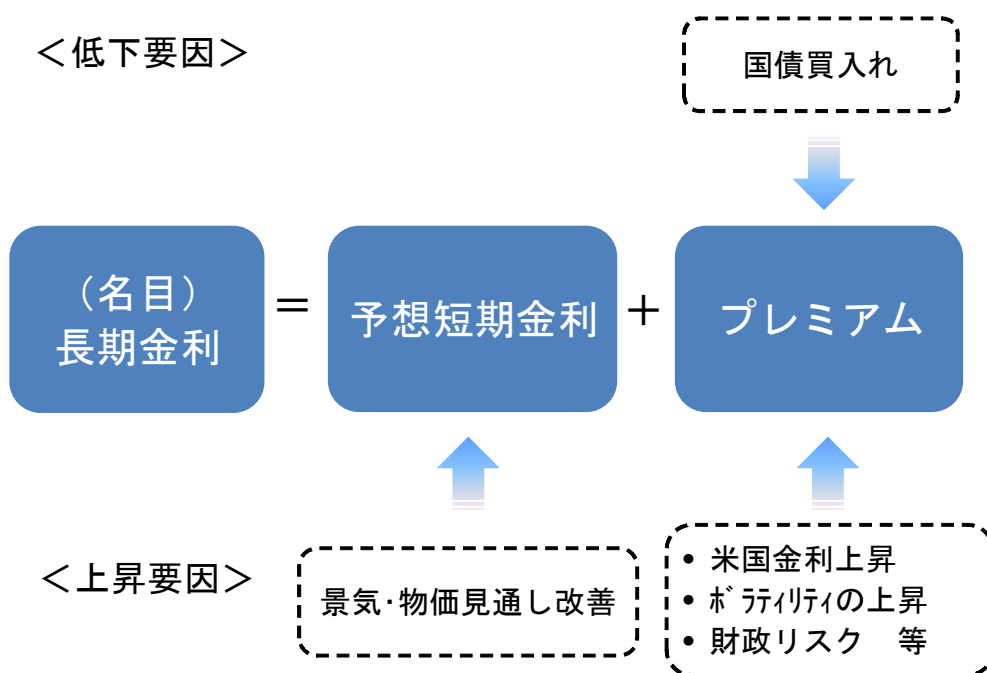 ＜低下要因＞
国債買入れ
（名目）
長期金利
＝
予想短期金利
＋
プレミアム
＜上昇要因＞
景気･物価見通し改善
• 米国金利上昇
• ﾎﾞﾗﾃｨﾘﾃｨの上昇
• 財政リスク　等